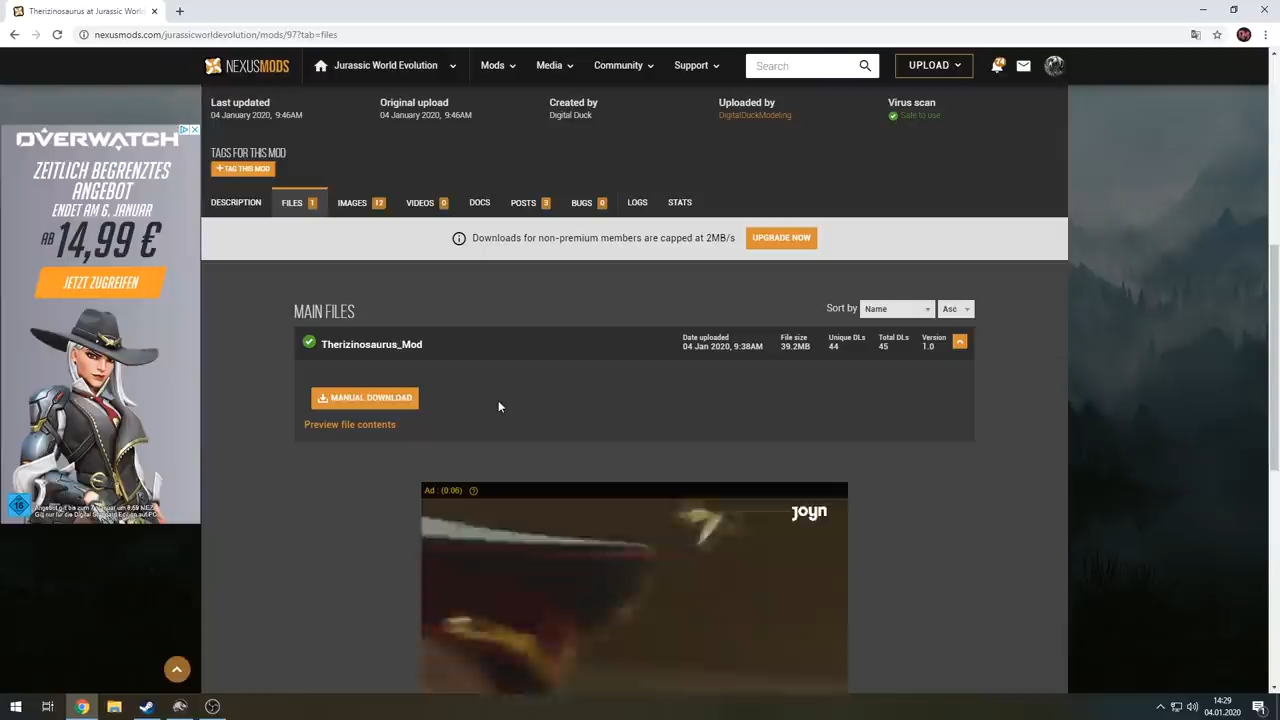 Therizinosaurus at Jurassic Worl
nexusmods.com/jurassicworldevolution/mods/97?tab=files
NEXUSMODS
Jurassic World Evolution
Mods
Media
Community
Support
Search
UPLOAD
74
Last updated
04 January 2020, 9:46AM
Original upload
04 January 2020, 9:46AM
Created by
Digital Duck
Uploaded by
DigitalDuckModeling
Virus scan
Safe to use
TAGS FOR THIS MOD
+ TAG THIS MOD
DESCRIPTION
FILES 1
IMAGES 12
VIDEOS 0
DOCS
POSTS 3
BUGS 0
LOGS
STATS
Downloads for non-premium members are capped at 2MB/s
UPGRADE NOW
MAIN FILES
Sort by
Name
Asc
Therizinosaurus_Mod
Date uploaded
04 Jan 2020, 9:38AM
File size
39.2MB
Unique DLs
44
Total DLs
45
Version
1.0
MANUAL DOWNLOAD
Preview file contents
Ad : (0:06)
joyn
OVERWATCH
ZEITLICH BEGRENZTES
ANGEBOT
ENDET AM 6. JANUAR
AB 14,99 €
JETZT ZUGREIFEN
16
14:29
04.01.2020
1